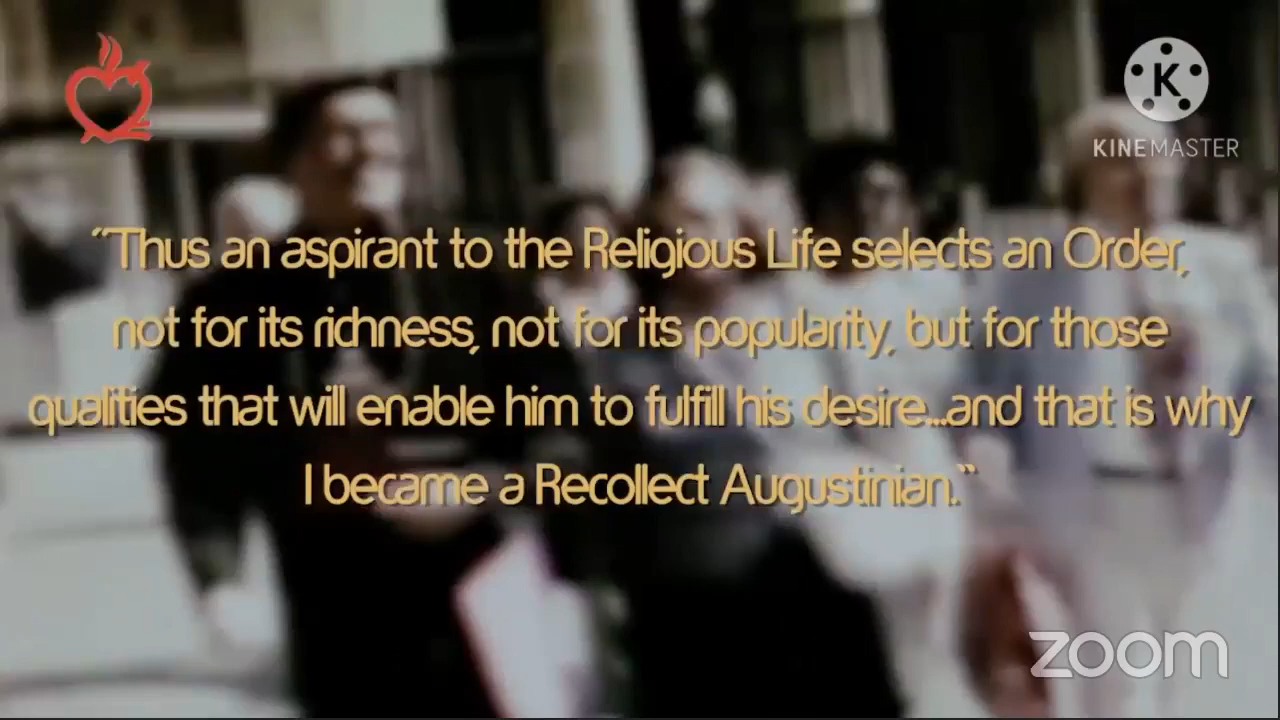 K
KINEMASTER
“Thus an aspirant to the Religious Life selects an Order,
not for its richness, not for its popularity, but for those
qualities that will enable him to fulfill his desire...and that is why
I became a Recollect Augustinian.”
zoom